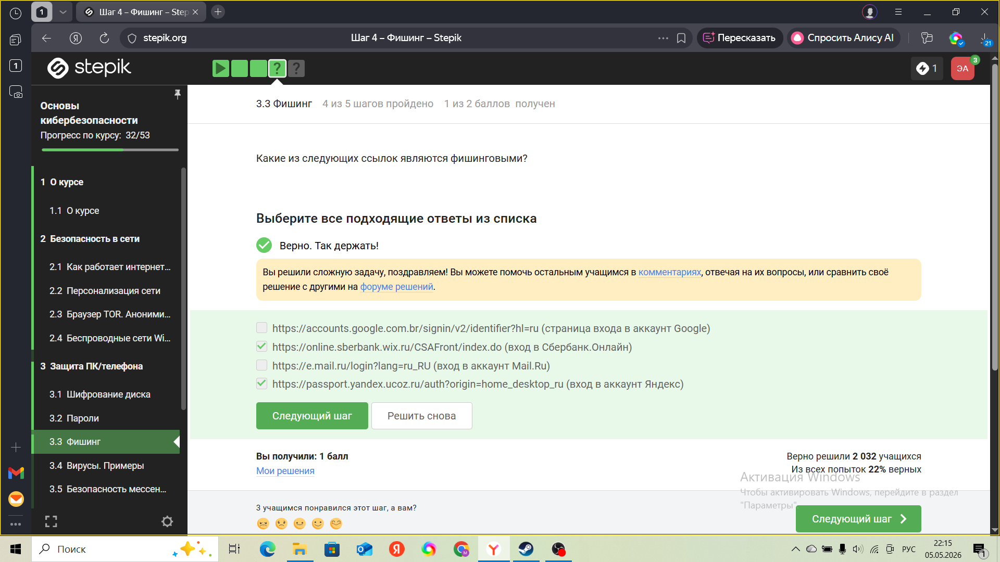 1
Шаг 4 – Фишинг – Step
stepik.org
Шаг 4 – Фишинг – Stepik
Пересказать
Спросить Алису AI
21
1
stepik
?
?
1
ЭА
3
Основы
кибербезопасности
Прогресс по курсу: 32/53
1 О курсе
1.1 О курсе
2 Безопасность в сети
2.1 Как работает интернет...
2.2 Персонализация сети
2.3 Браузер TOR. Аноними...
2.4 Беспроводные сети Wi...
3 Защита ПК/телефона
3.1 Шифрование диска
3.2 Пароли
3.3 Фишинг
3.4 Вирусы. Примеры
3.5 Безопасность мессен...
3.3 Фишинг 4 из 5 шагов пройдено 1 из 2 баллов получен
Какие из следующих ссылок являются фишинговыми?
Выберите все подходящие ответы из списка
Верно. Так держать!
Вы решили сложную задачу, поздравляем! Вы можете помочь остальным учащимся в комментариях, отвечая на их вопросы, или сравнить своё
решение с другими на форуме решений.
https://accounts.google.com.br/signin/v2/identifier?hl=ru (страница входа в аккаунт Google)
https://online.sberbank.wix.ru/CSAFront/index.do (вход в Сбербанк.Онлайн)
https://e.mail.ru/login?lang=ru_RU (вход в аккаунт Mail.Ru)
https://passport.yandex.ucoz.ru/auth?origin=home_desktop_ru (вход в аккаунт Яндекс)
Следующий шаг
Решить снова
Вы получили: 1 балл
Мои решения
Верно решили 2 032 учащихся
Из всех попыток 22% верных
Активация Windows
Чтобы активировать Windows, перейдите в раздел
"Параметры"
3 учащимся понравился этот шаг, а вам?
Следующий шаг
Поиск
РУС
22:15
05.05.2026
1